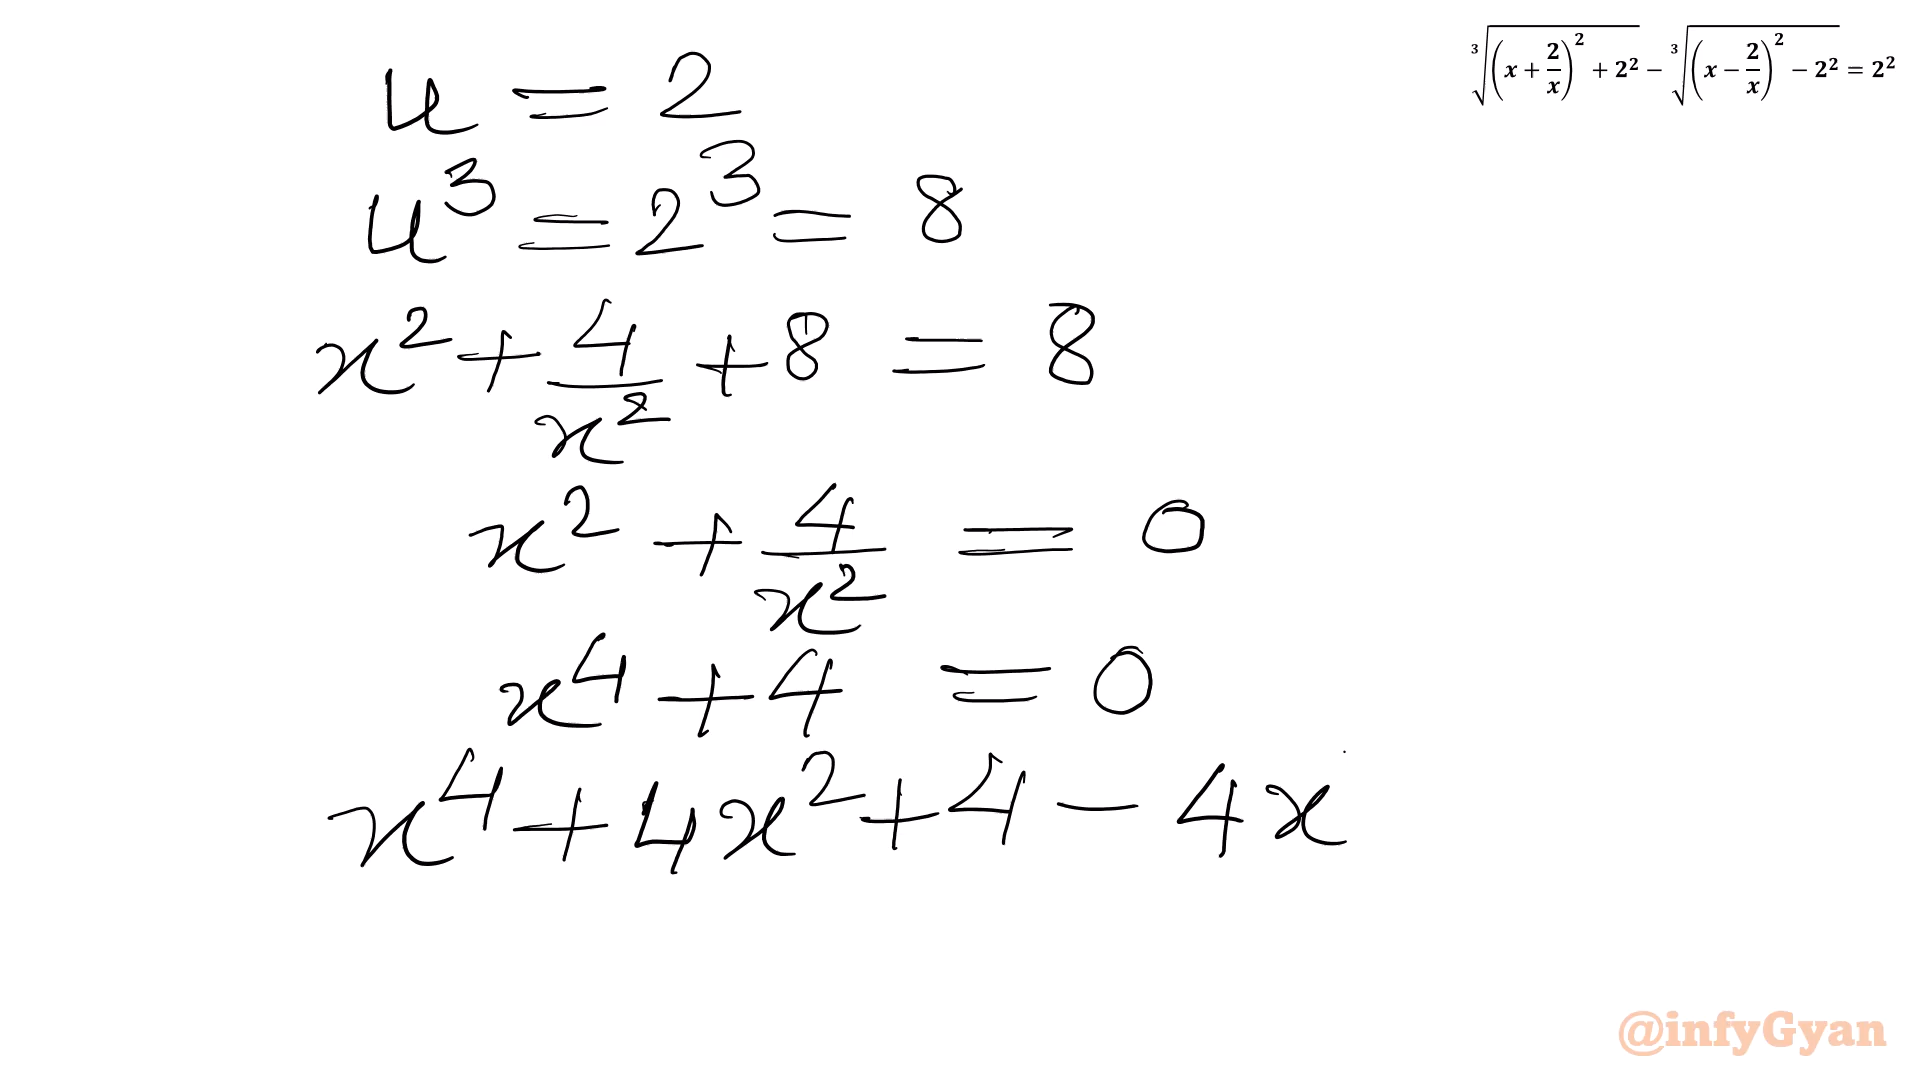 ∛((x + 2/x)² + 2²) − ∛((x − 2/x)² − 2²) = 2²
u = 2
u³ = 2³ = 8
x² + 4/x² + 8 = 8
x² + 4/x² = 0
x⁴ + 4 = 0
x⁴ + 4x² + 4 − 4x
@infyGyan